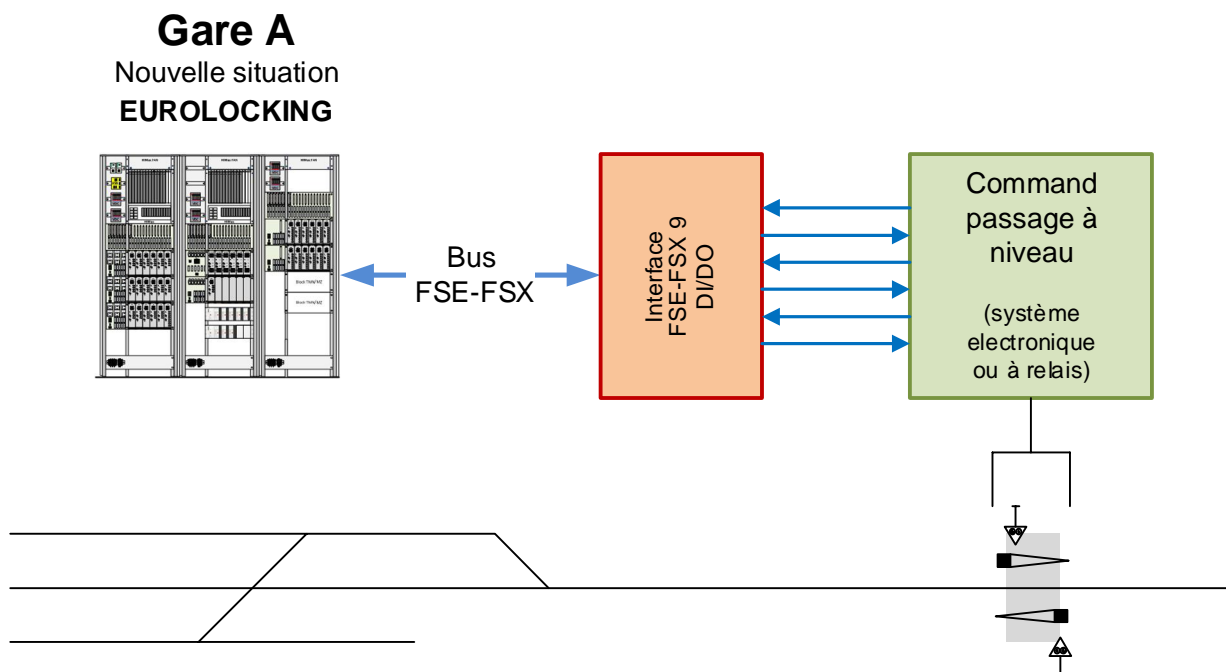 Gare A
Nouvelle situation
EUROLOCKING
Bus
FSE-FSX
Interface
FSE-FSX 9
DI/DO
Command
passage à
niveau
(système
electronique
ou à relais)